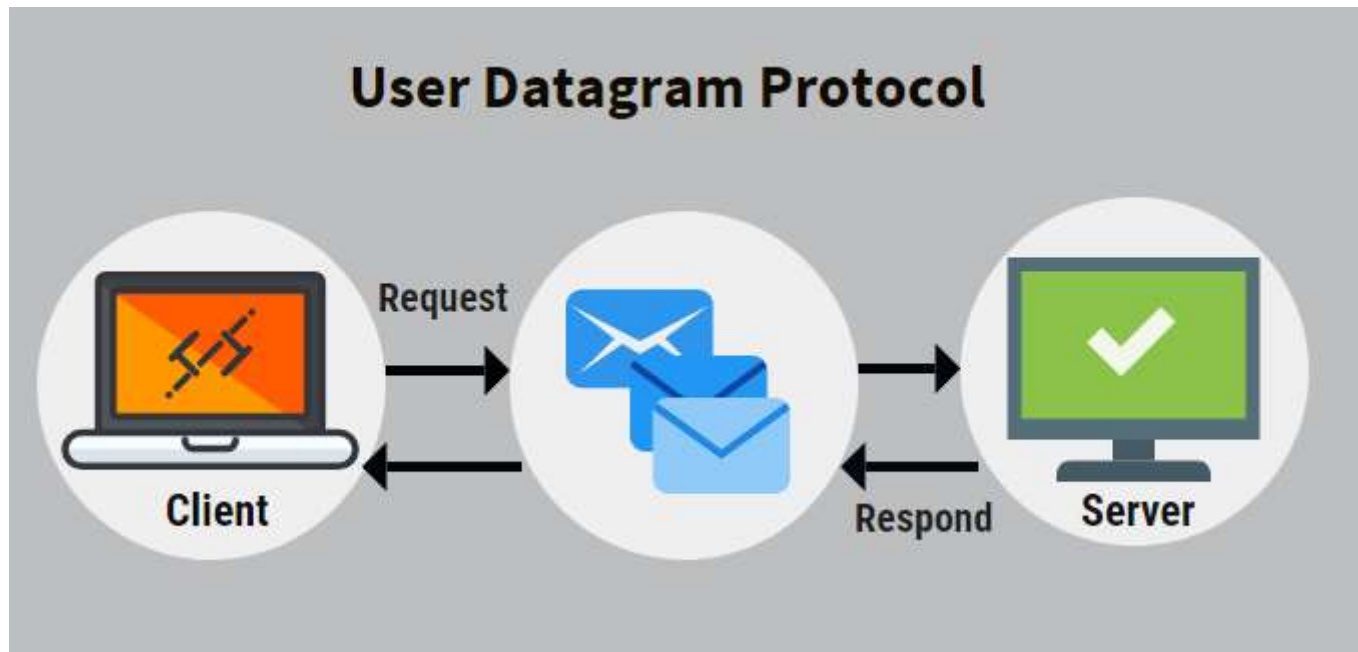 User Datagram Protocol
Request
Client
Respond
Server